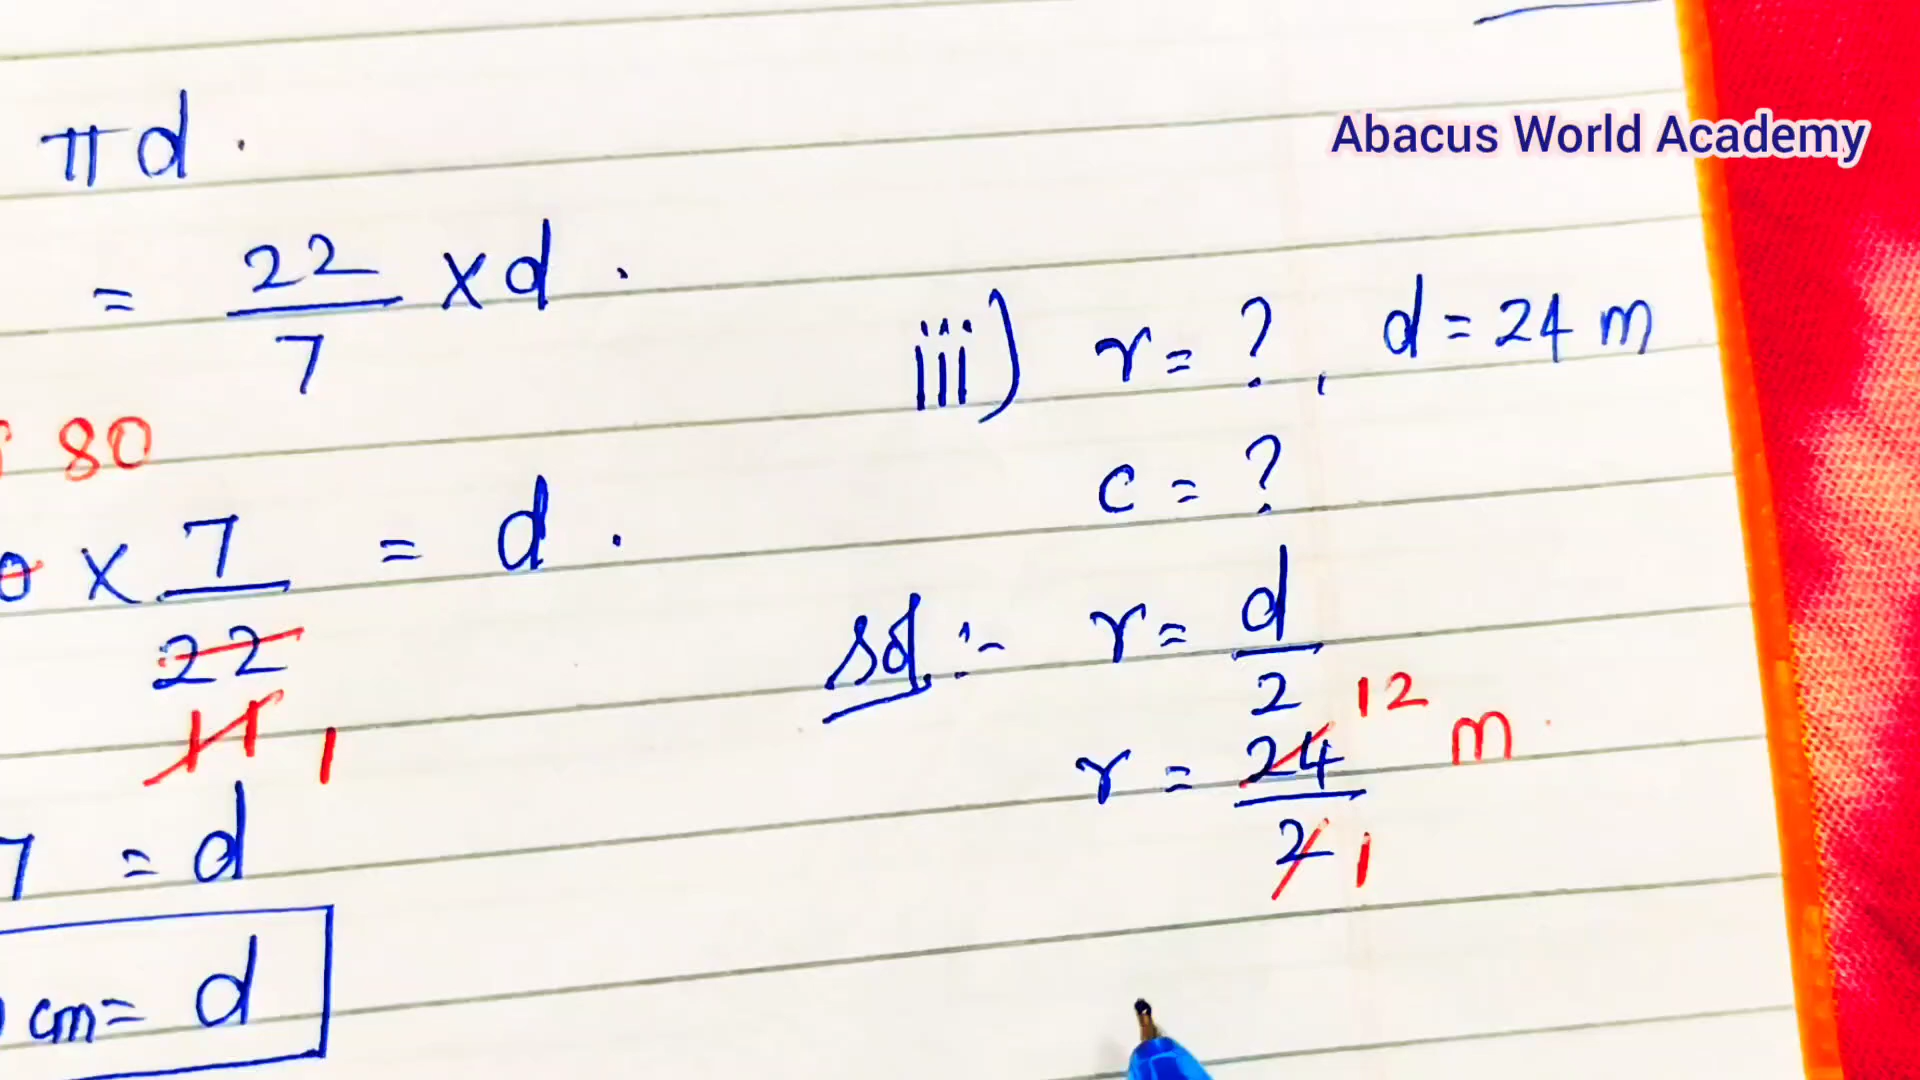 Abacus World Academy
πd.
= 22/7 × d.
80
× 7/22 = d.
11 1
7 = d
cm = d
iii) r = ?, d = 24 m
c = ?
Sol :- r = d/2
r = 24/2 12 m
1